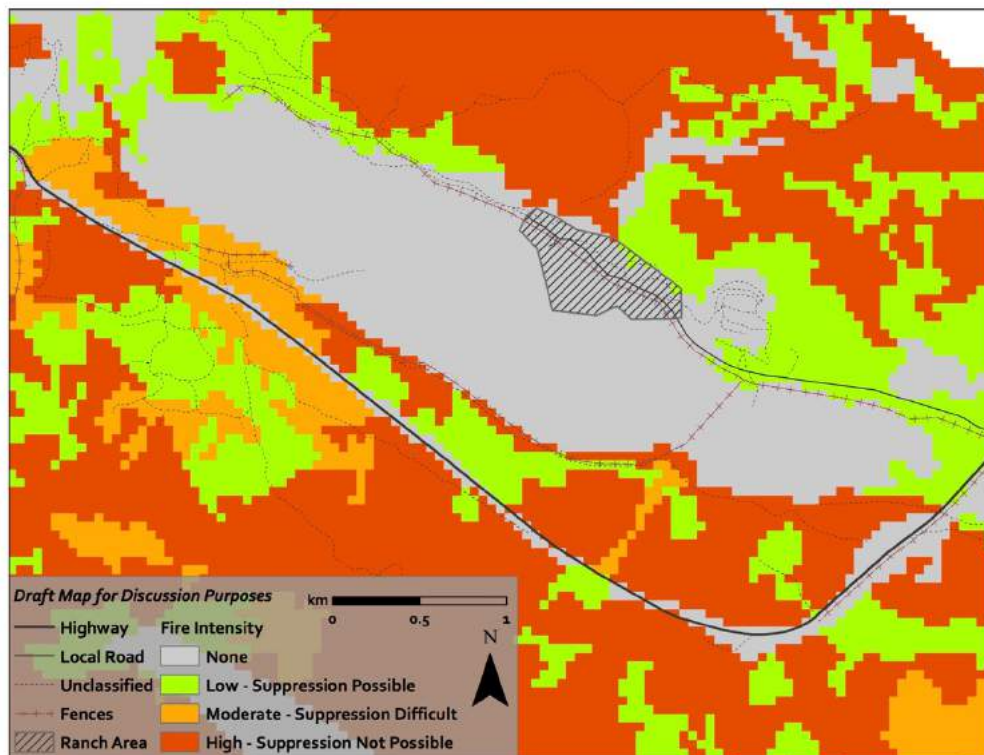 Draft Map for Discussion Purposes
km
0
0.5
1
N
Highway
Local Road
Unclassified
Fences
Ranch Area
Fire Intensity
None
Low - Suppression Possible
Moderate - Suppression Difficult
High - Suppression Not Possible